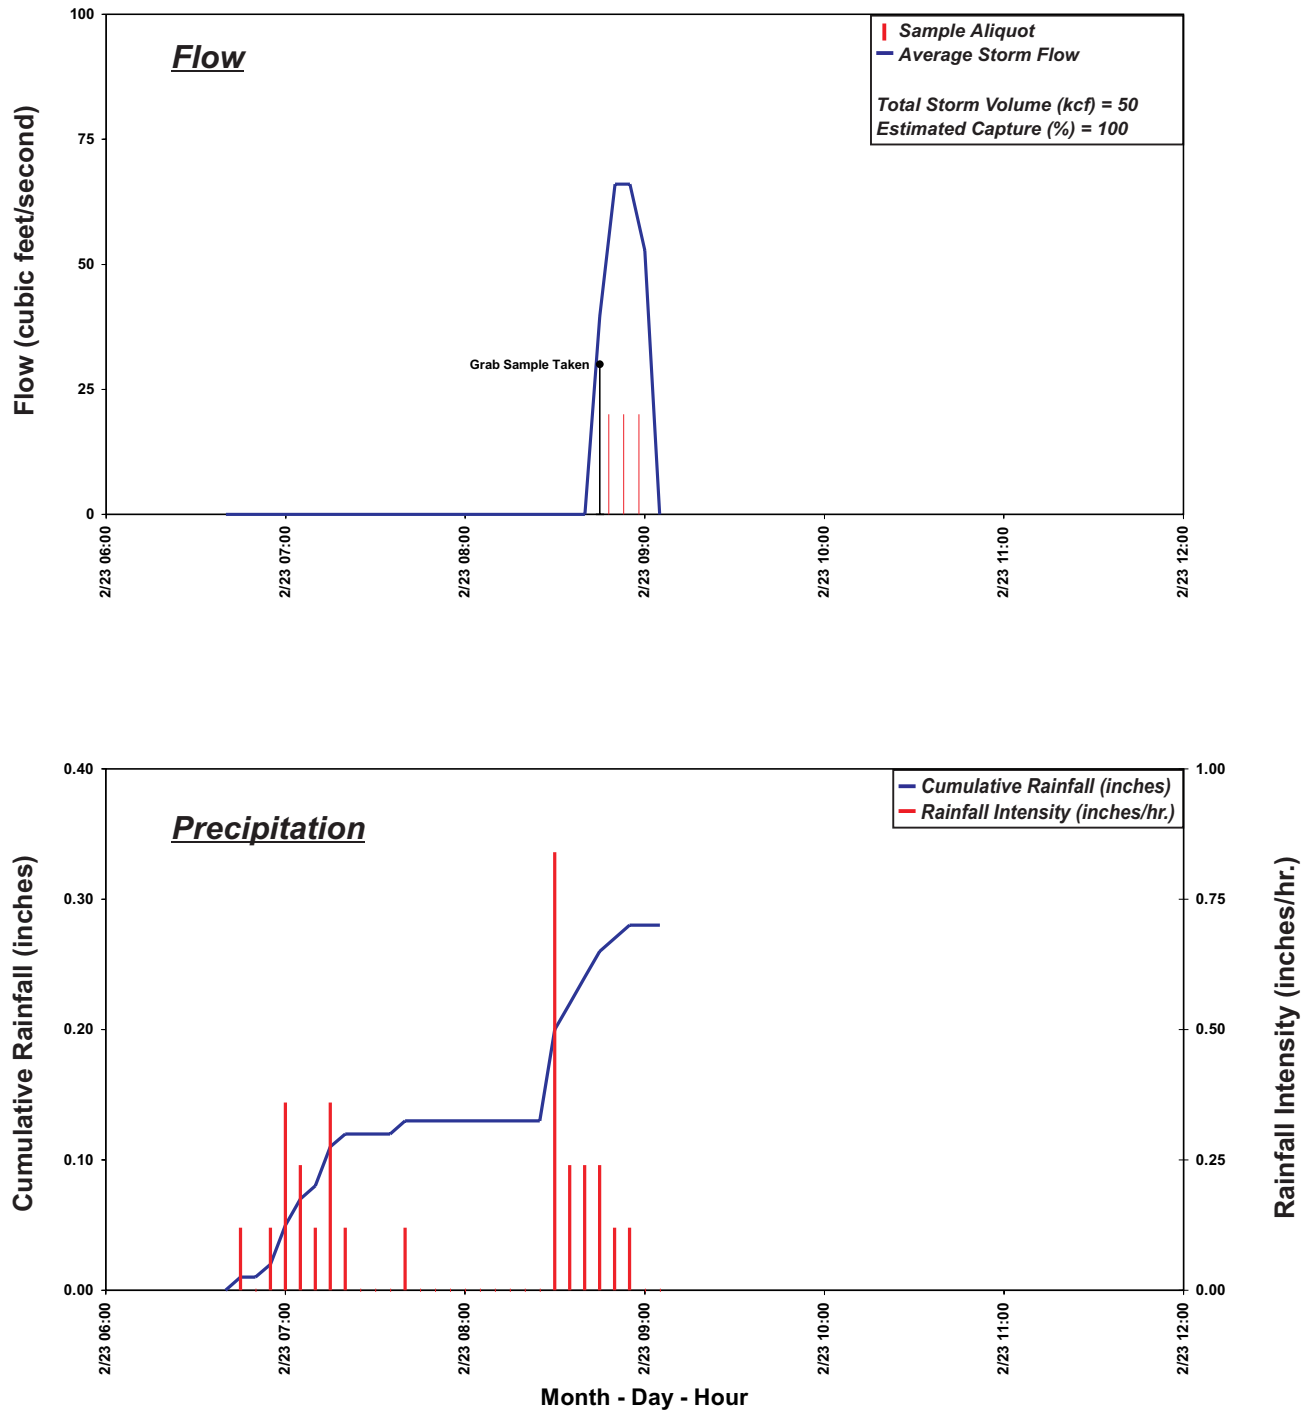 Flow
Sample Aliquot
Average Storm Flow
Total Storm Volume (kcf) = 50
Estimated Capture (%) = 100
Flow (cubic feet/second)
100
75
50
25
0
Grab Sample Taken
2/23 06:00
2/23 07:00
2/23 08:00
2/23 09:00
2/23 10:00
2/23 11:00
2/23 12:00
Precipitation
Cumulative Rainfall (inches)
Rainfall Intensity (inches/hr.)
Cumulative Rainfall (inches)
0.40
0.30
0.20
0.10
0.00
1.00
0.75
0.50
0.25
0.00
Rainfall Intensity (inches/hr.)
2/23 06:00
2/23 07:00
2/23 08:00
2/23 09:00
2/23 10:00
2/23 11:00
2/23 12:00
Month - Day - Hour